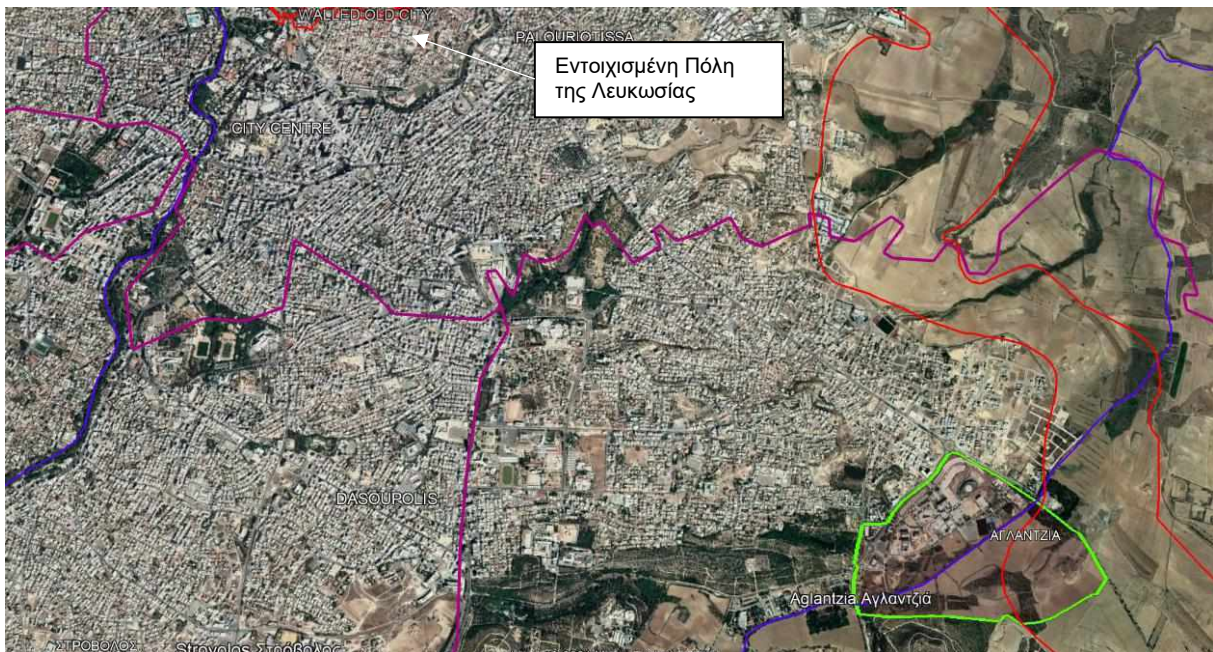 WALLED OLD CITY
PALOURIOTISSA
Εντοιχισμένη Πόλη
της Λευκωσίας
CITY CENTRE
DASOUPOLIS
ΑΓΛΑΝΤΖΙΑ
Aglantzia Αγλαντζιά
ΣΤΡΟΒΟΛΟΣ
Strovolos Στρόβολος